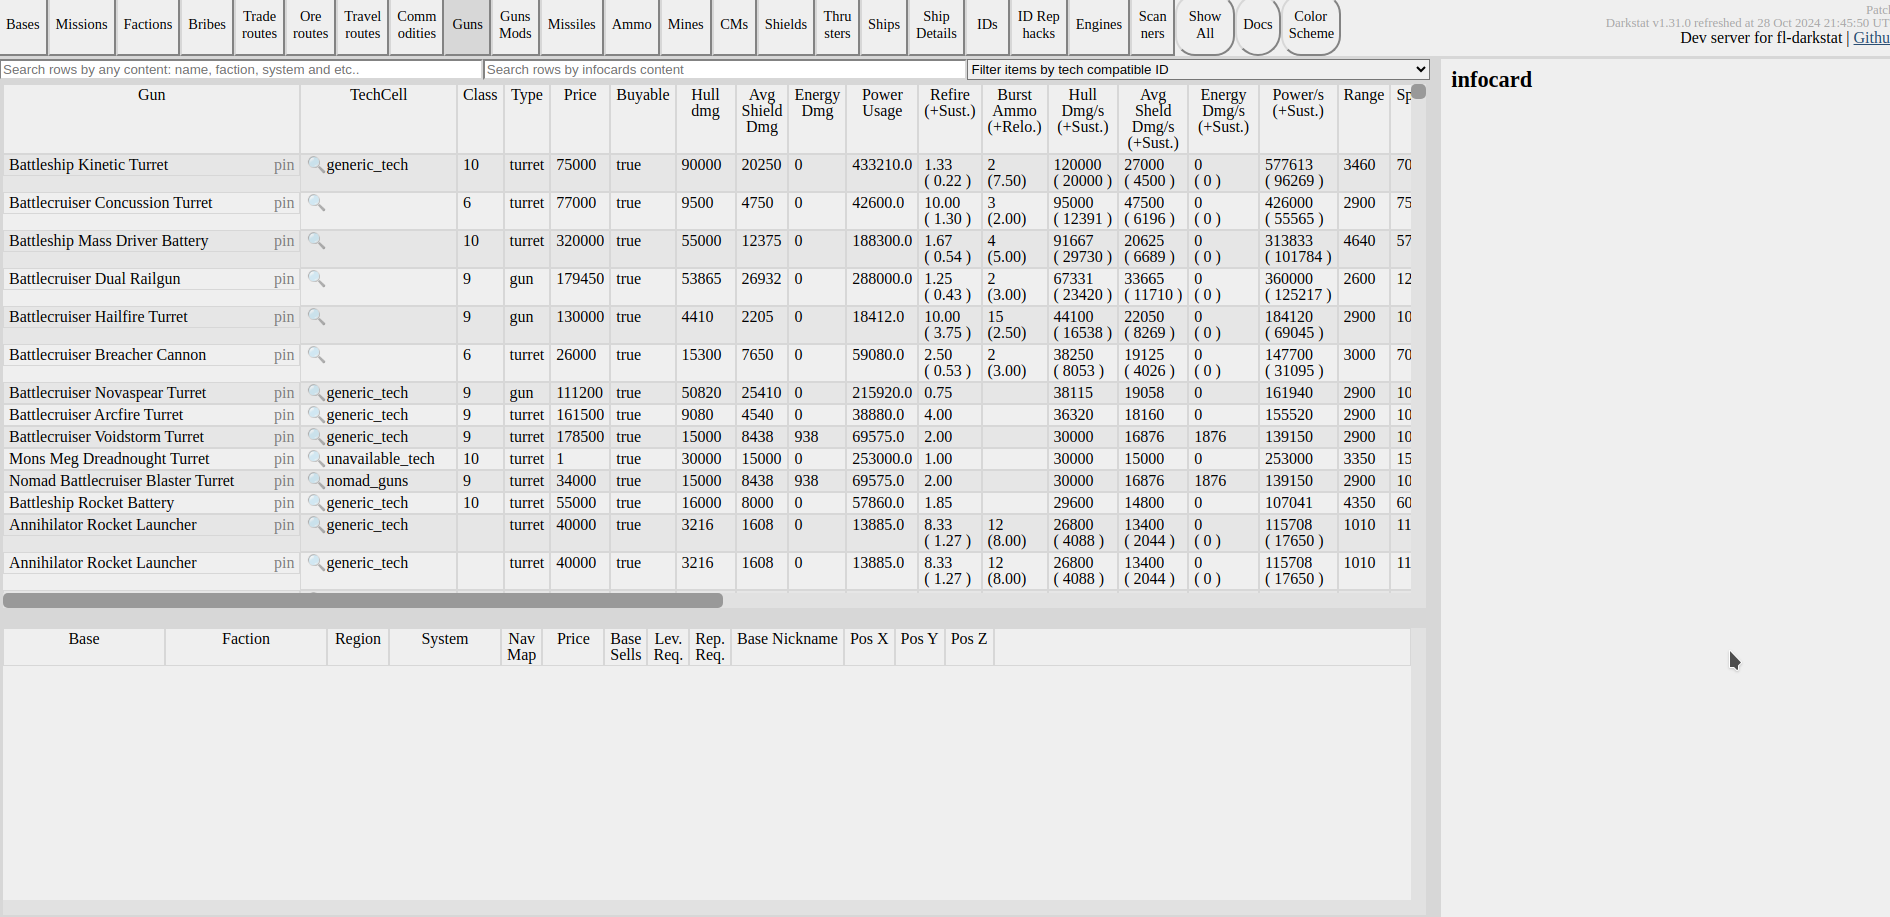 Bases Missions Factions Bribes Trade routes Ore routes Travel routes Comm odities Guns Guns Mods Missiles Ammo Mines CMs Shields Thru sters Ships Ship Details IDs ID Rep hacks Engines Scan ners Show All Docs Color Scheme
Patc
Darkstat v1.31.0 refreshed at 28 Oct 2024 21:45:50 UT
Dev server for fl-darkstat | Githu
Search rows by any content: name, faction, system and etc.. Search rows by infocards content Filter items by tech compatible ID
infocard
Gun TechCell Class Type Price Buyable Hull dmg Avg Shield Dmg Energy Dmg Power Usage Refire (+Sust.) Burst Ammo (+Relo.) Hull Dmg/s (+Sust.) Avg Sheld Dmg/s (+Sust.) Energy Dmg/s (+Sust.) Power/s (+Sust.) Range Sp
Battleship Kinetic Turret pin 🔍generic_tech 10 turret 75000 true 90000 20250 0 433210.0 1.33 2 120000 27000 0 577613 3460 70
( 0.22 ) (7.50) ( 20000 ) ( 4500 ) ( 0 ) ( 96269 )
Battlecruiser Concussion Turret pin 🔍 6 turret 77000 true 9500 4750 0 42600.0 10.00 3 95000 47500 0 426000 2900 75
( 1.30 ) (2.00) ( 12391 ) ( 6196 ) ( 0 ) ( 55565 )
Battleship Mass Driver Battery pin 🔍 10 turret 320000 true 55000 12375 0 188300.0 1.67 4 91667 20625 0 313833 4640 57
( 0.54 ) (5.00) ( 29730 ) ( 6689 ) ( 0 ) ( 101784 )
Battlecruiser Dual Railgun pin 🔍 9 gun 179450 true 53865 26932 0 288000.0 1.25 2 67331 33665 0 360000 2600 12
( 0.43 ) (3.00) ( 23420 ) ( 11710 ) ( 0 ) ( 125217 )
Battlecruiser Hailfire Turret pin 🔍 9 gun 130000 true 4410 2205 0 18412.0 10.00 15 44100 22050 0 184120 2900 10
( 3.75 ) (2.50) ( 16538 ) ( 8269 ) ( 0 ) ( 69045 )
Battlecruiser Breacher Cannon pin 🔍 6 turret 26000 true 15300 7650 0 59080.0 2.50 2 38250 19125 0 147700 3000 70
( 0.53 ) (3.00) ( 8053 ) ( 4026 ) ( 0 ) ( 31095 )
Battlecruiser Novaspear Turret pin 🔍generic_tech 9 gun 111200 true 50820 25410 0 215920.0 0.75 38115 19058 0 161940 2900 10
Battlecruiser Arcfire Turret pin 🔍generic_tech 9 turret 161500 true 9080 4540 0 38880.0 4.00 36320 18160 0 155520 2900 10
Battlecruiser Voidstorm Turret pin 🔍generic_tech 9 turret 178500 true 15000 8438 938 69575.0 2.00 30000 16876 1876 139150 2900 10
Mons Meg Dreadnought Turret pin 🔍unavailable_tech 10 turret 1 true 30000 15000 0 253000.0 1.00 30000 15000 0 253000 3350 15
Nomad Battlecruiser Blaster Turret pin 🔍nomad_guns 9 turret 34000 true 15000 8438 938 69575.0 2.00 30000 16876 1876 139150 2900 10
Battleship Rocket Battery pin 🔍generic_tech 10 turret 55000 true 16000 8000 0 57860.0 1.85 29600 14800 0 107041 4350 60
Annihilator Rocket Launcher pin 🔍generic_tech turret 40000 true 3216 1608 0 13885.0 8.33 12 26800 13400 0 115708 1010 11
( 1.27 ) (8.00) ( 4088 ) ( 2044 ) ( 0 ) ( 17650 )
Annihilator Rocket Launcher pin 🔍generic_tech turret 40000 true 3216 1608 0 13885.0 8.33 12 26800 13400 0 115708 1010 11
( 1.27 ) (8.00) ( 4088 ) ( 2044 ) ( 0 ) ( 17650 )
Base Faction Region System Nav Map Price Base Sells Lev. Req. Rep. Req. Base Nickname Pos X Pos Y Pos Z